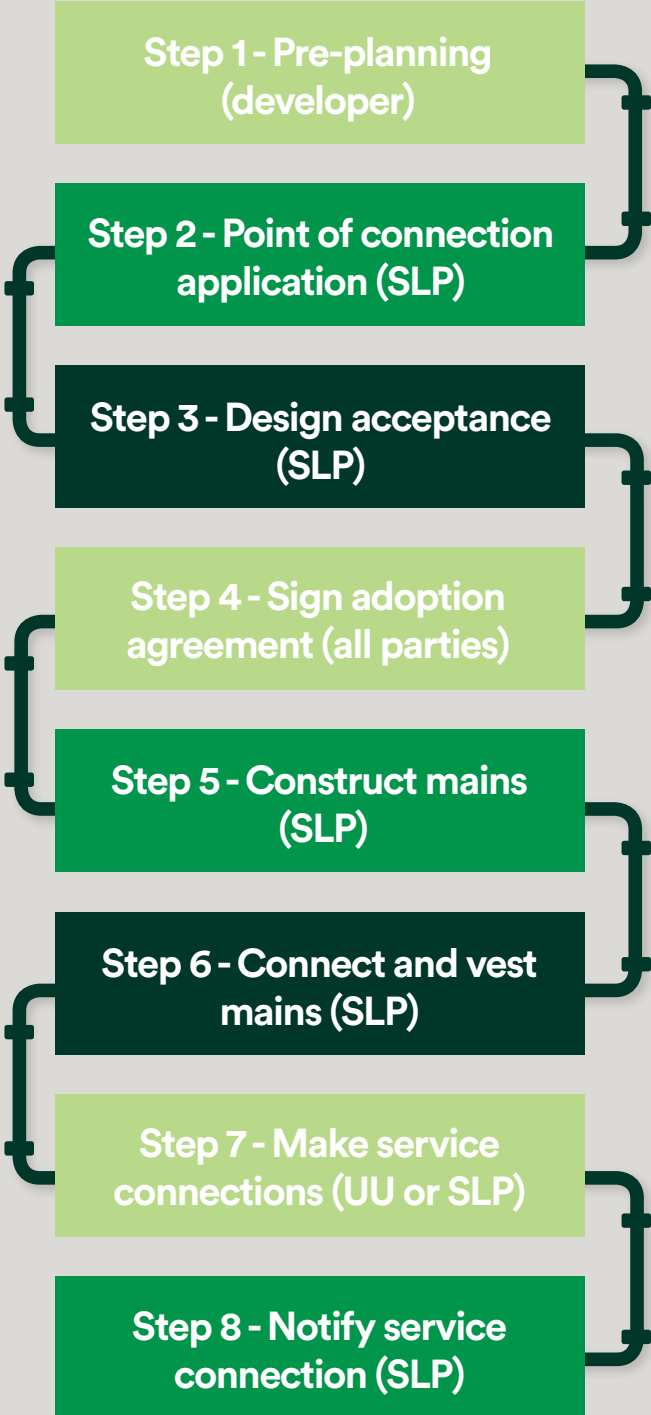 Step 1 - Pre-planning
(developer)
Step 2 - Point of connection
application (SLP)
Step 3 - Design acceptance
(SLP)
Step 4 - Sign adoption
agreement (all parties)
Step 5 - Construct mains
(SLP)
Step 6 - Connect and vest
mains (SLP)
Step 7 - Make service
connections (UU or SLP)
Step 8 - Notify service
connection (SLP)